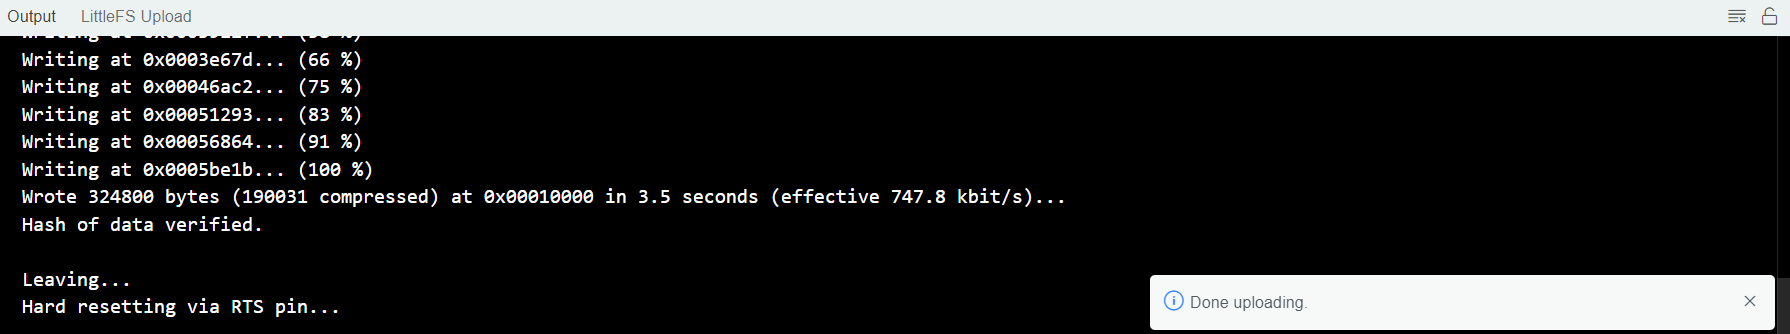 Output LittleFS Upload
Writing at 0x0003e67d... (66 %)
Writing at 0x00046ac2... (75 %)
Writing at 0x00051293... (83 %)
Writing at 0x00056864... (91 %)
Writing at 0x0005be1b... (100 %)
Wrote 324800 bytes (190031 compressed) at 0x00010000 in 3.5 seconds (effective 747.8 kbit/s)...
Hash of data verified.
Leaving...
Hard resetting via RTS pin...
Done uploading.